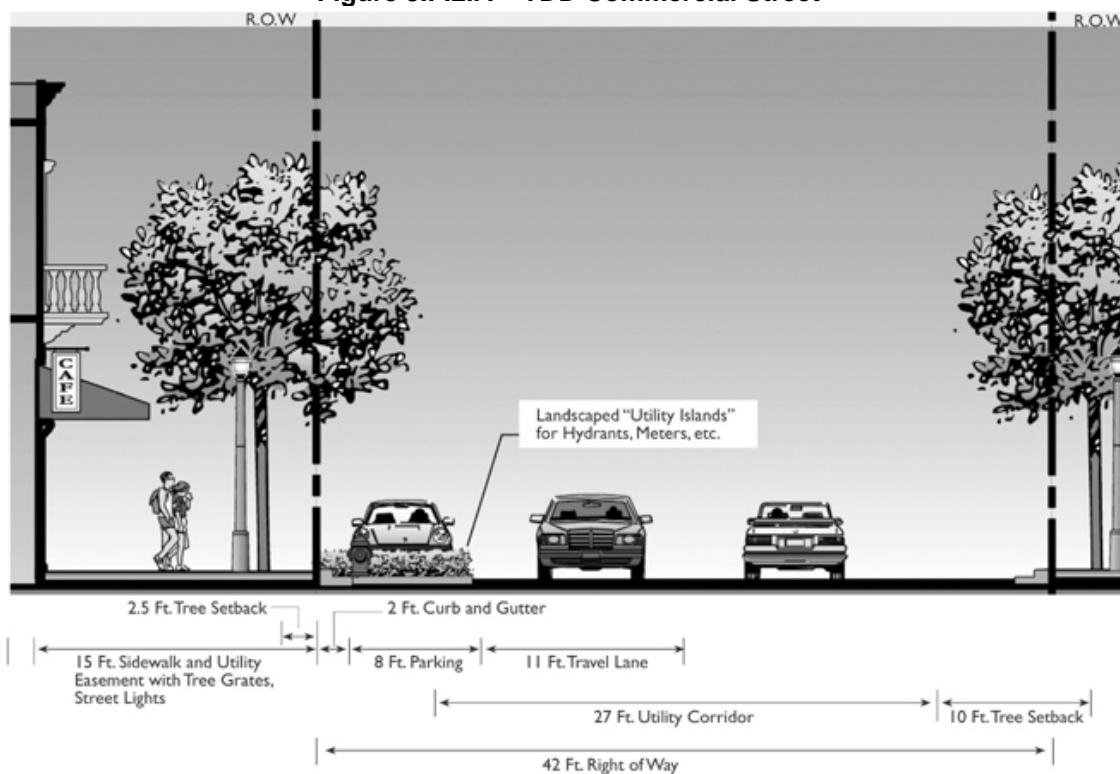 R.O.W
R.O.W
CAFE
Landscaped “Utility Islands”
for Hydrants, Meters, etc.
2.5 Ft. Tree Setback
2 Ft. Curb and Gutter
15 Ft. Sidewalk and Utility
Easement with Tree Grates,
Street Lights
8 Ft. Parking
11 Ft. Travel Lane
27 Ft. Utility Corridor
10 Ft. Tree Setback
42 Ft. Right of Way